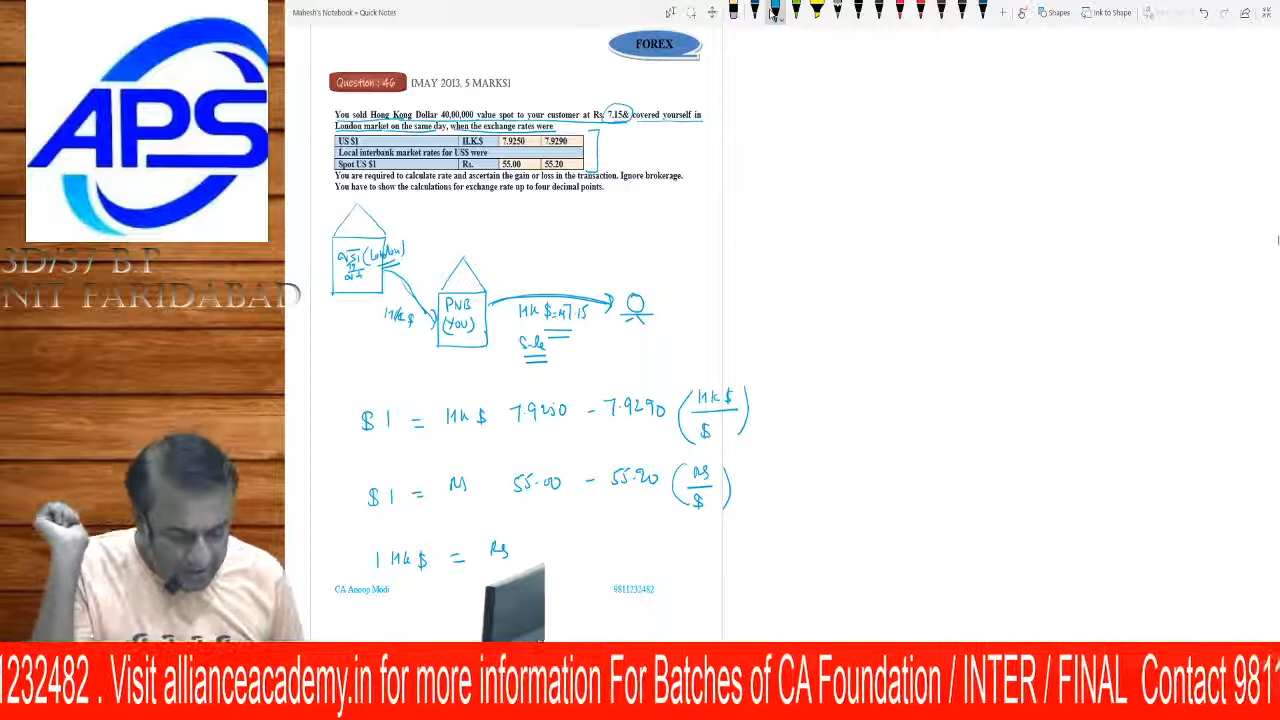 Mahesh's Notebook » Quick Notes
Shapes
Ink to Shape
APS
3D/37 B.P
NIT FARIDABAD
FOREX
Question : 46 [MAY 2013, 5 MARKS]
You sold Hong Kong Dollar 40,00,000 value spot to your customer at Rs. 7.15& covered yourself in
London market on the same day, when the exchange rates were
US $1 H.K.$ 7.9250 7.9290
Local interbank market rates for US$ were
Spot US $1 Rs. 55.00 55.20
You are required to calculate rate and ascertain the gain or loss in the transaction. Ignore brokerage.
You have to show the calculations for exchange rate up to four decimal points.
(London)
HK $
PNB
(YOU)
HK $ = ₹7.15
Sale
$ 1 = HK $ 7.9250 - 7.9290 (HK $ / $)
$ 1 = Rs 55.00 - 55.20 (Rs / $)
1 HK $ = Rs
CA Anoop Modi 9811232482
1232482 . Visit allianceacademy.in for more information For Batches of CA Foundation / INTER / FINAL Contact 981